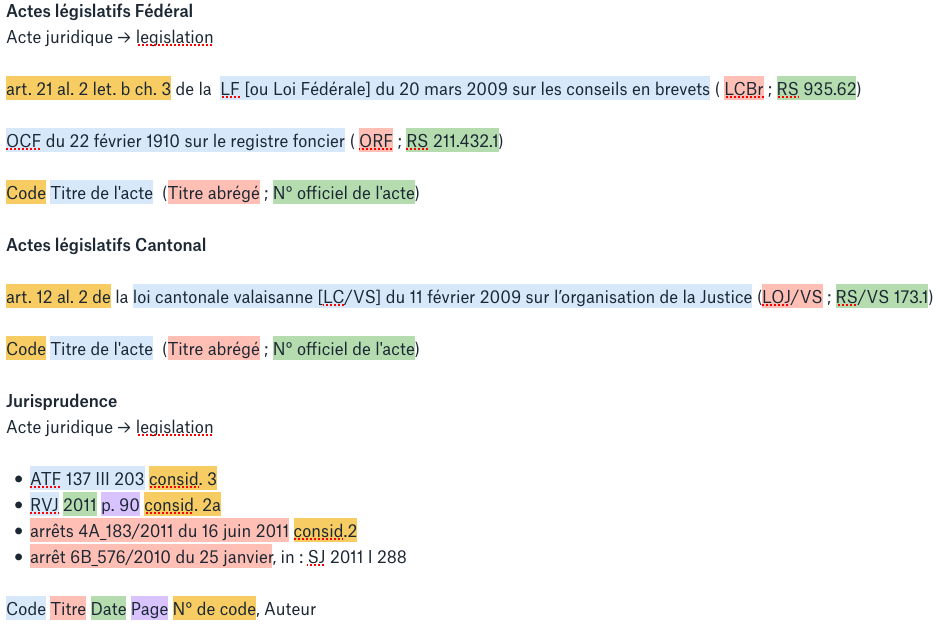 Actes législatifs Fédéral
Acte juridique → legislation
art. 21 al. 2 let. b ch. 3 de la LF [ou Loi Fédérale] du 20 mars 2009 sur les conseils en brevets ( LCBr ; RS 935.62)
OCF du 22 février 1910 sur le registre foncier ( ORF ; RS 211.432.1)
Code Titre de l'acte (Titre abrégé ; N° officiel de l'acte)
Actes législatifs Cantonal
art. 12 al. 2 de la loi cantonale valaisanne [LC/VS] du 11 février 2009 sur l’organisation de la Justice (LOJ/VS ; RS/VS 173.1)
Code Titre de l'acte (Titre abrégé ; N° officiel de l'acte)
Jurisprudence
Acte juridique → legislation
• ATF 137 III 203 consid. 3
• RVJ 2011 p. 90 consid. 2a
• arrêts 4A_183/2011 du 16 juin 2011 consid.2
• arrêt 6B_576/2010 du 25 janvier, in : SJ 2011 I 288
Code Titre Date Page N° de code, Auteur